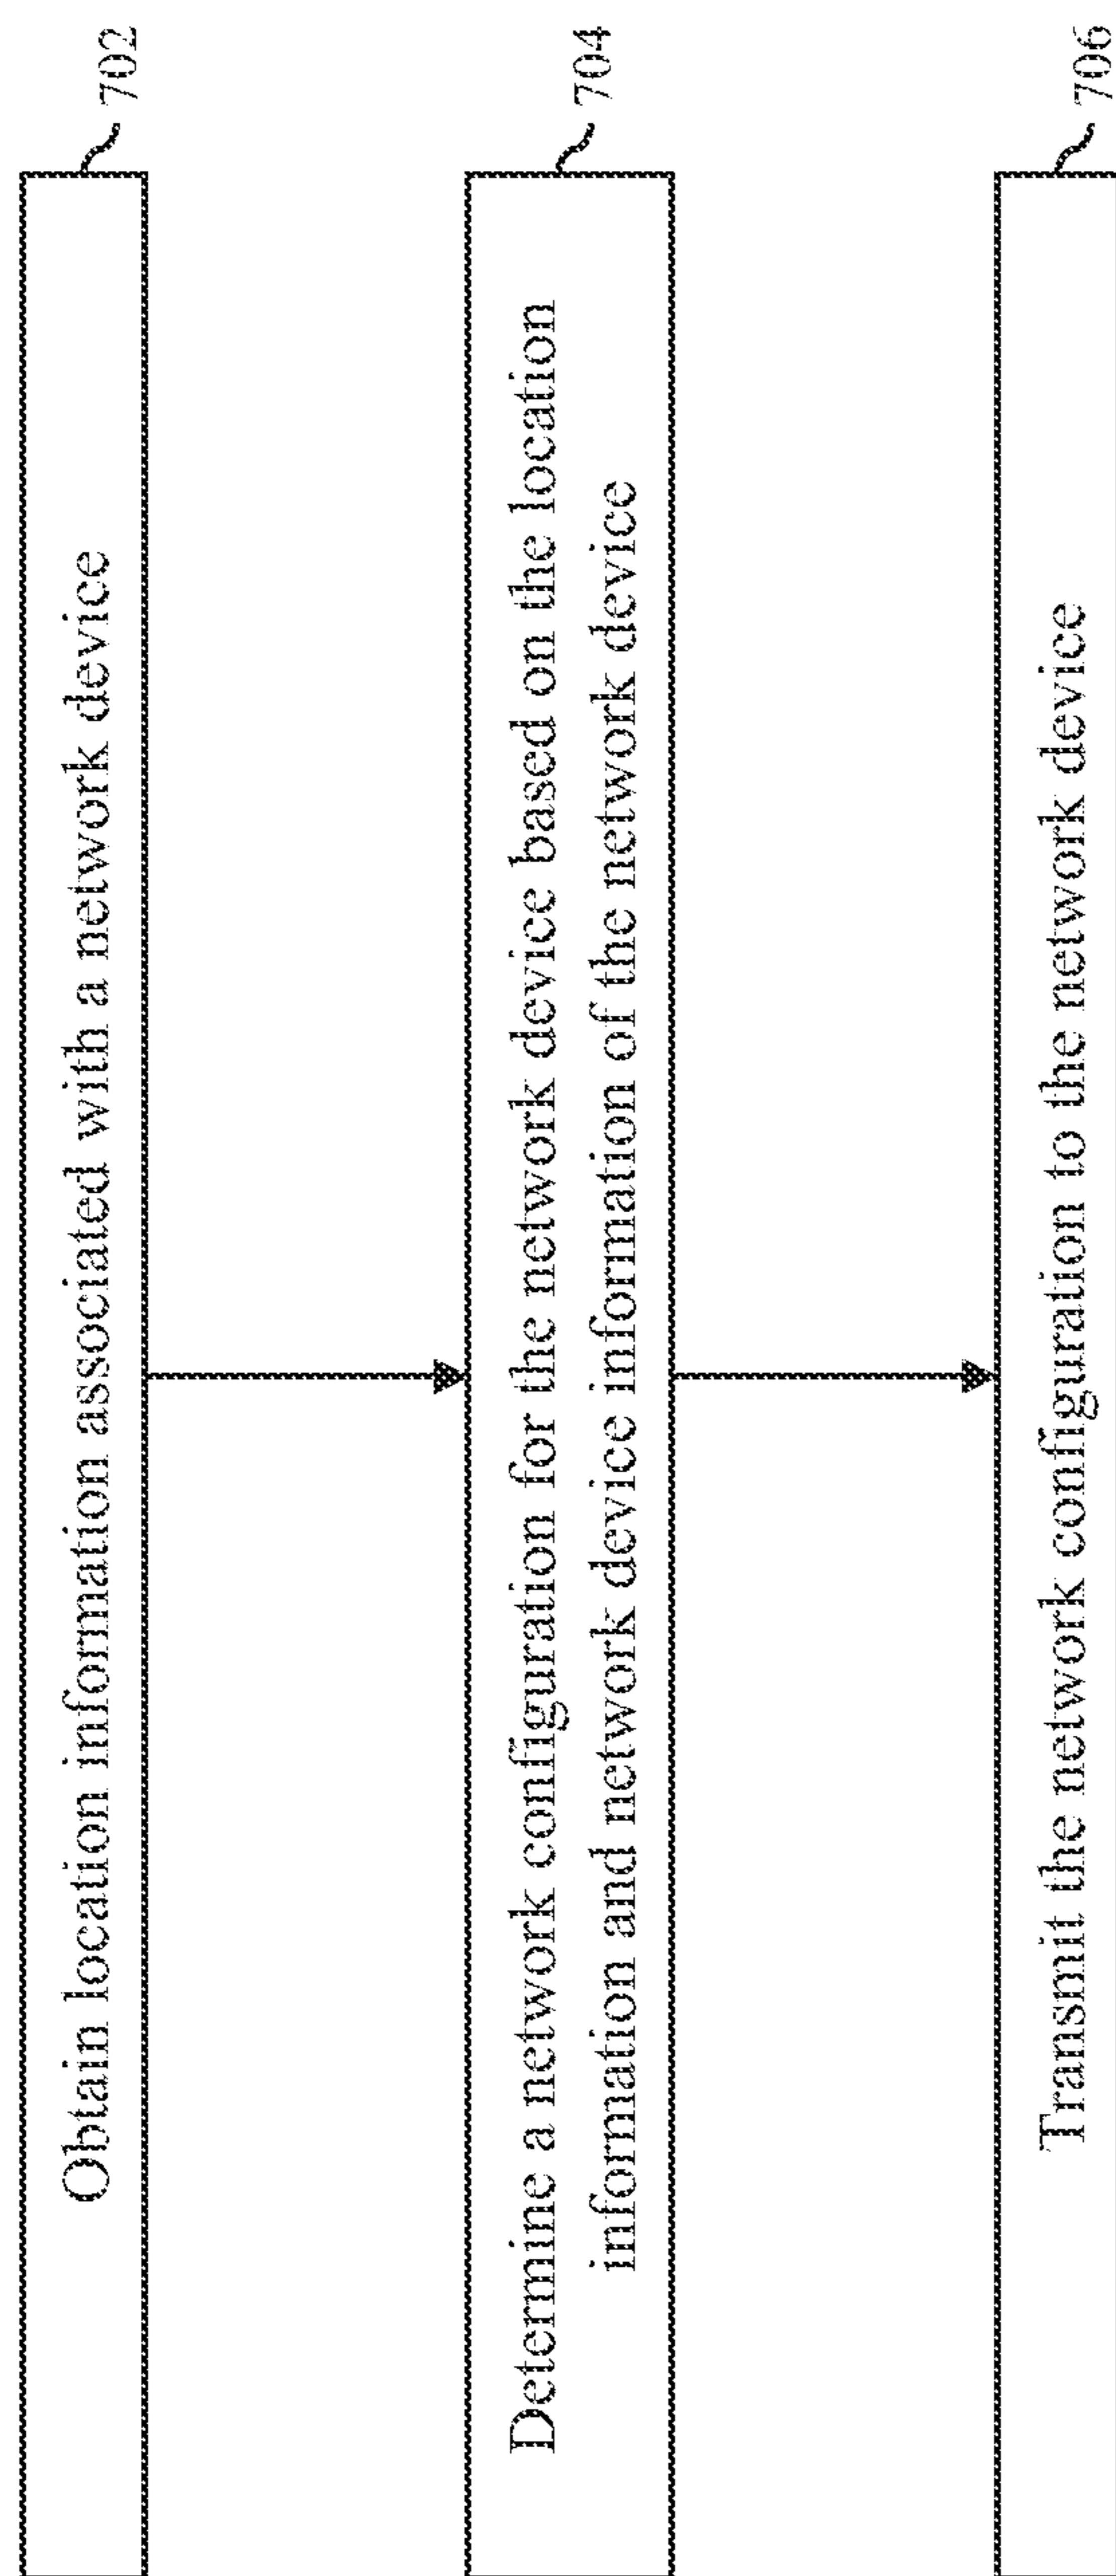 Obtain location information associated with a network device
702
Determine a network configuration for the network device based on the location
information and network device information of the network device
704
Transmit the network configuration to the network device
706